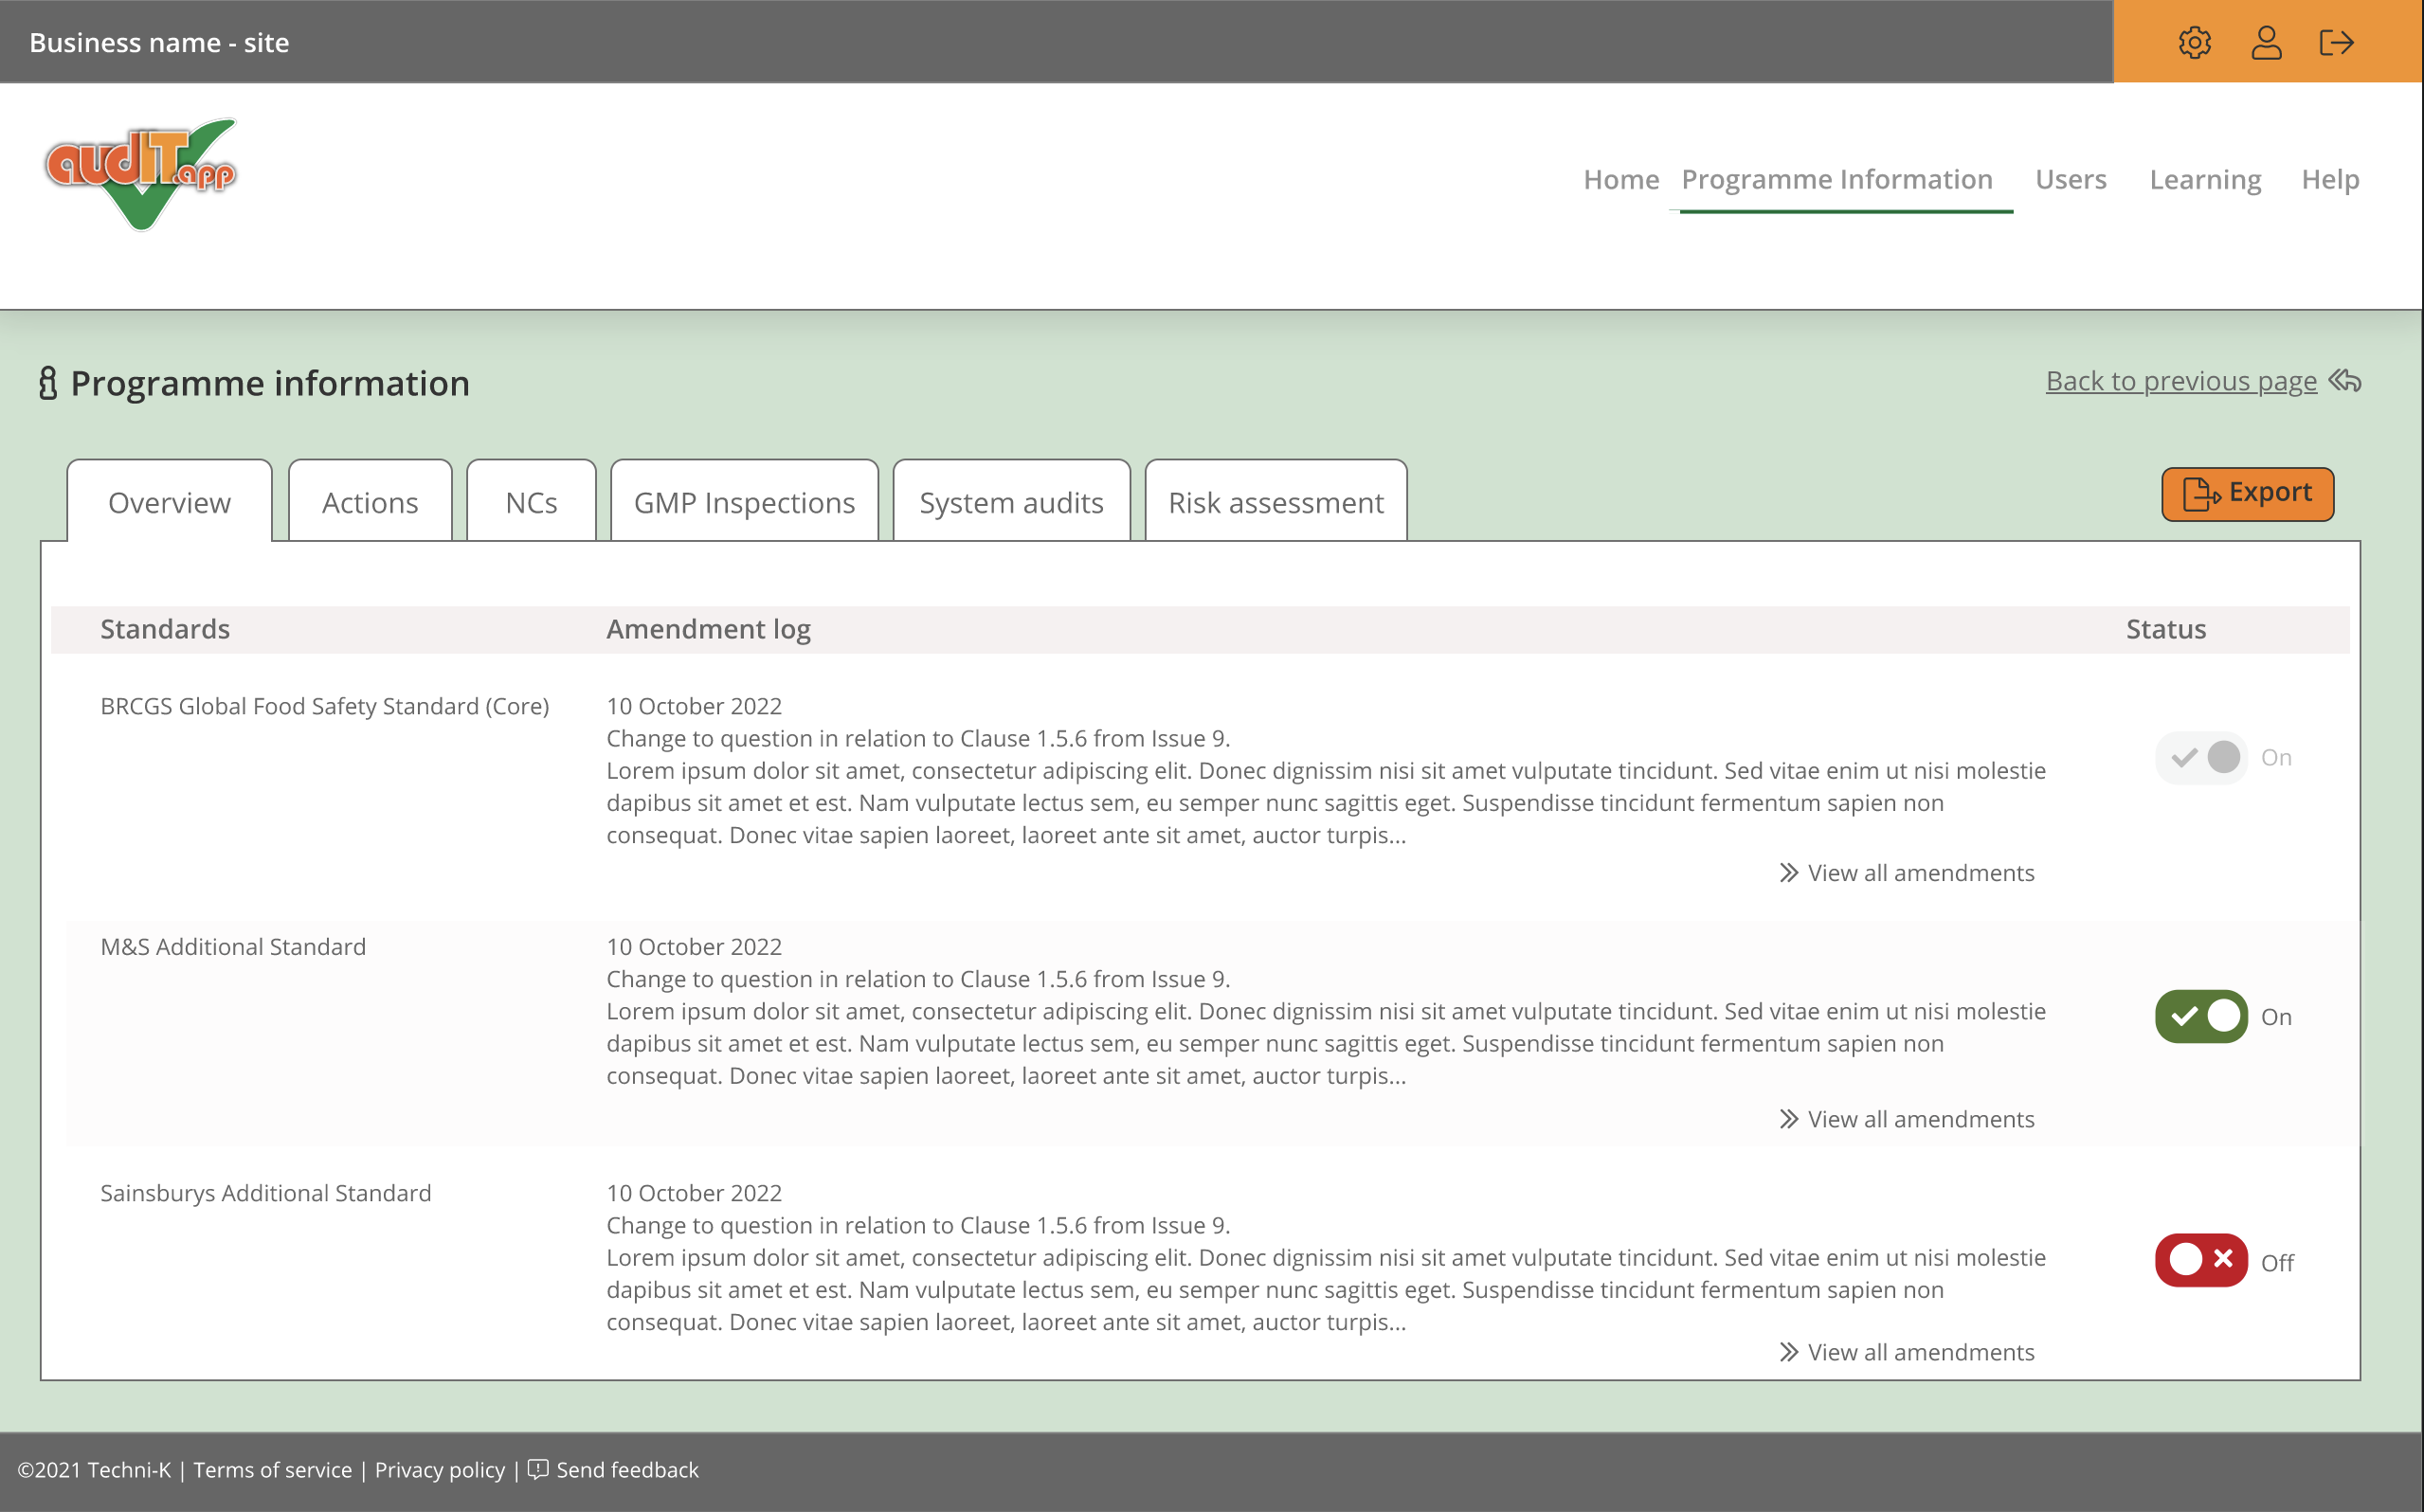 Business name - site
audIT.app
Home Programme Information Users Learning Help
Programme information
Back to previous page
Overview Actions NCs GMP Inspections System audits Risk assessment Export
Standards Amendment log Status
BRCGS Global Food Safety Standard (Core) 10 October 2022
Change to question in relation to Clause 1.5.6 from Issue 9.
On
Lorem ipsum dolor sit amet, consectetur adipiscing elit. Donec dignissim nisi sit amet vulputate tincidunt. Sed vitae enim ut nisi molestie
dapibus sit amet et est. Nam vulputate lectus sem, eu semper nunc sagittis eget. Suspendisse tincidunt fermentum sapien non
consequat. Donec vitae sapien laoreet, laoreet ante sit amet, auctor turpis...
View all amendments
M&S Additional Standard 10 October 2022
Change to question in relation to Clause 1.5.6 from Issue 9.
Lorem ipsum dolor sit amet, consectetur adipiscing elit. Donec dignissim nisi sit amet vulputate tincidunt. Sed vitae enim ut nisi molestie
On
dapibus sit amet et est. Nam vulputate lectus sem, eu semper nunc sagittis eget. Suspendisse tincidunt fermentum sapien non
consequat. Donec vitae sapien laoreet, laoreet ante sit amet, auctor turpis...
View all amendments
Sainsburys Additional Standard 10 October 2022
Change to question in relation to Clause 1.5.6 from Issue 9.
Lorem ipsum dolor sit amet, consectetur adipiscing elit. Donec dignissim nisi sit amet vulputate tincidunt. Sed vitae enim ut nisi molestie
Off
dapibus sit amet et est. Nam vulputate lectus sem, eu semper nunc sagittis eget. Suspendisse tincidunt fermentum sapien non
consequat. Donec vitae sapien laoreet, laoreet ante sit amet, auctor turpis...
View all amendments
©2021 Techni-K | Terms of service | Privacy policy | Send feedback